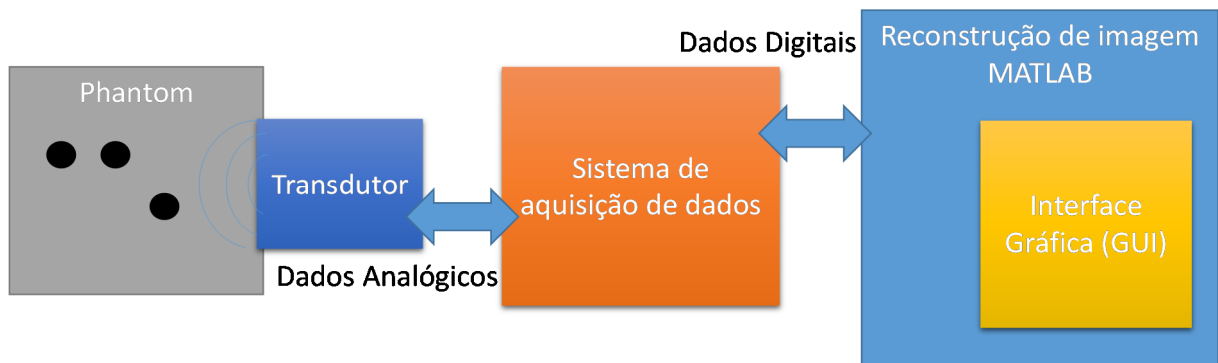 Phantom
Transdutor
Dados Analógicos
Sistema de
aquisição de dados
Dados Digitais
Reconstrução de imagem
MATLAB
Interface
Gráfica (GUI)